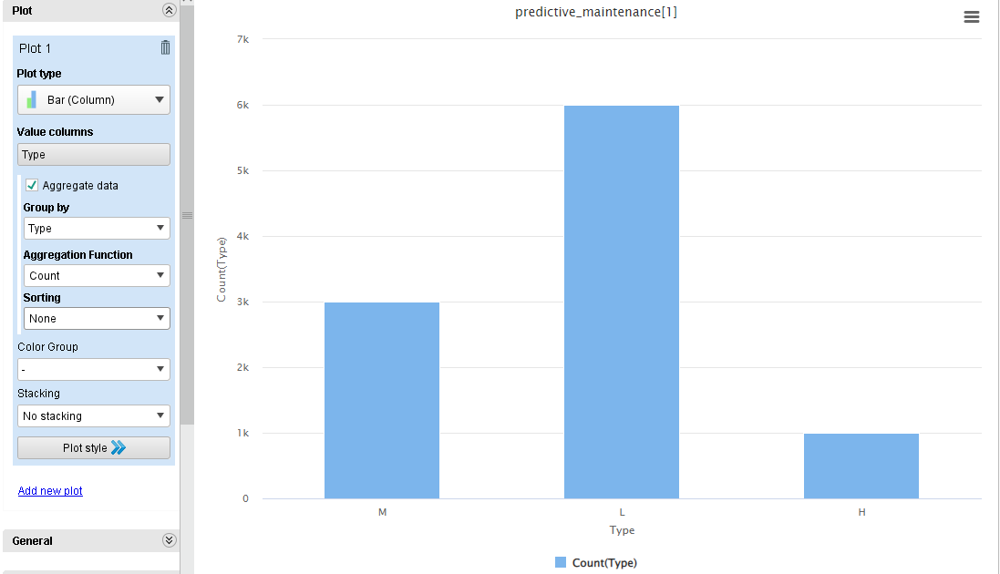 Plot
Plot 1
Plot type
Bar (Column)
Value columns
Type
Aggregate data
Group by
Type
Aggregation Function
Count
Sorting
None
Color Group
-
Stacking
No stacking
Plot style
Add new plot
General
predictive_maintenance[1]
Count(Type)
7k
6k
5k
4k
3k
2k
1k
0
M L H
Type
Count(Type)